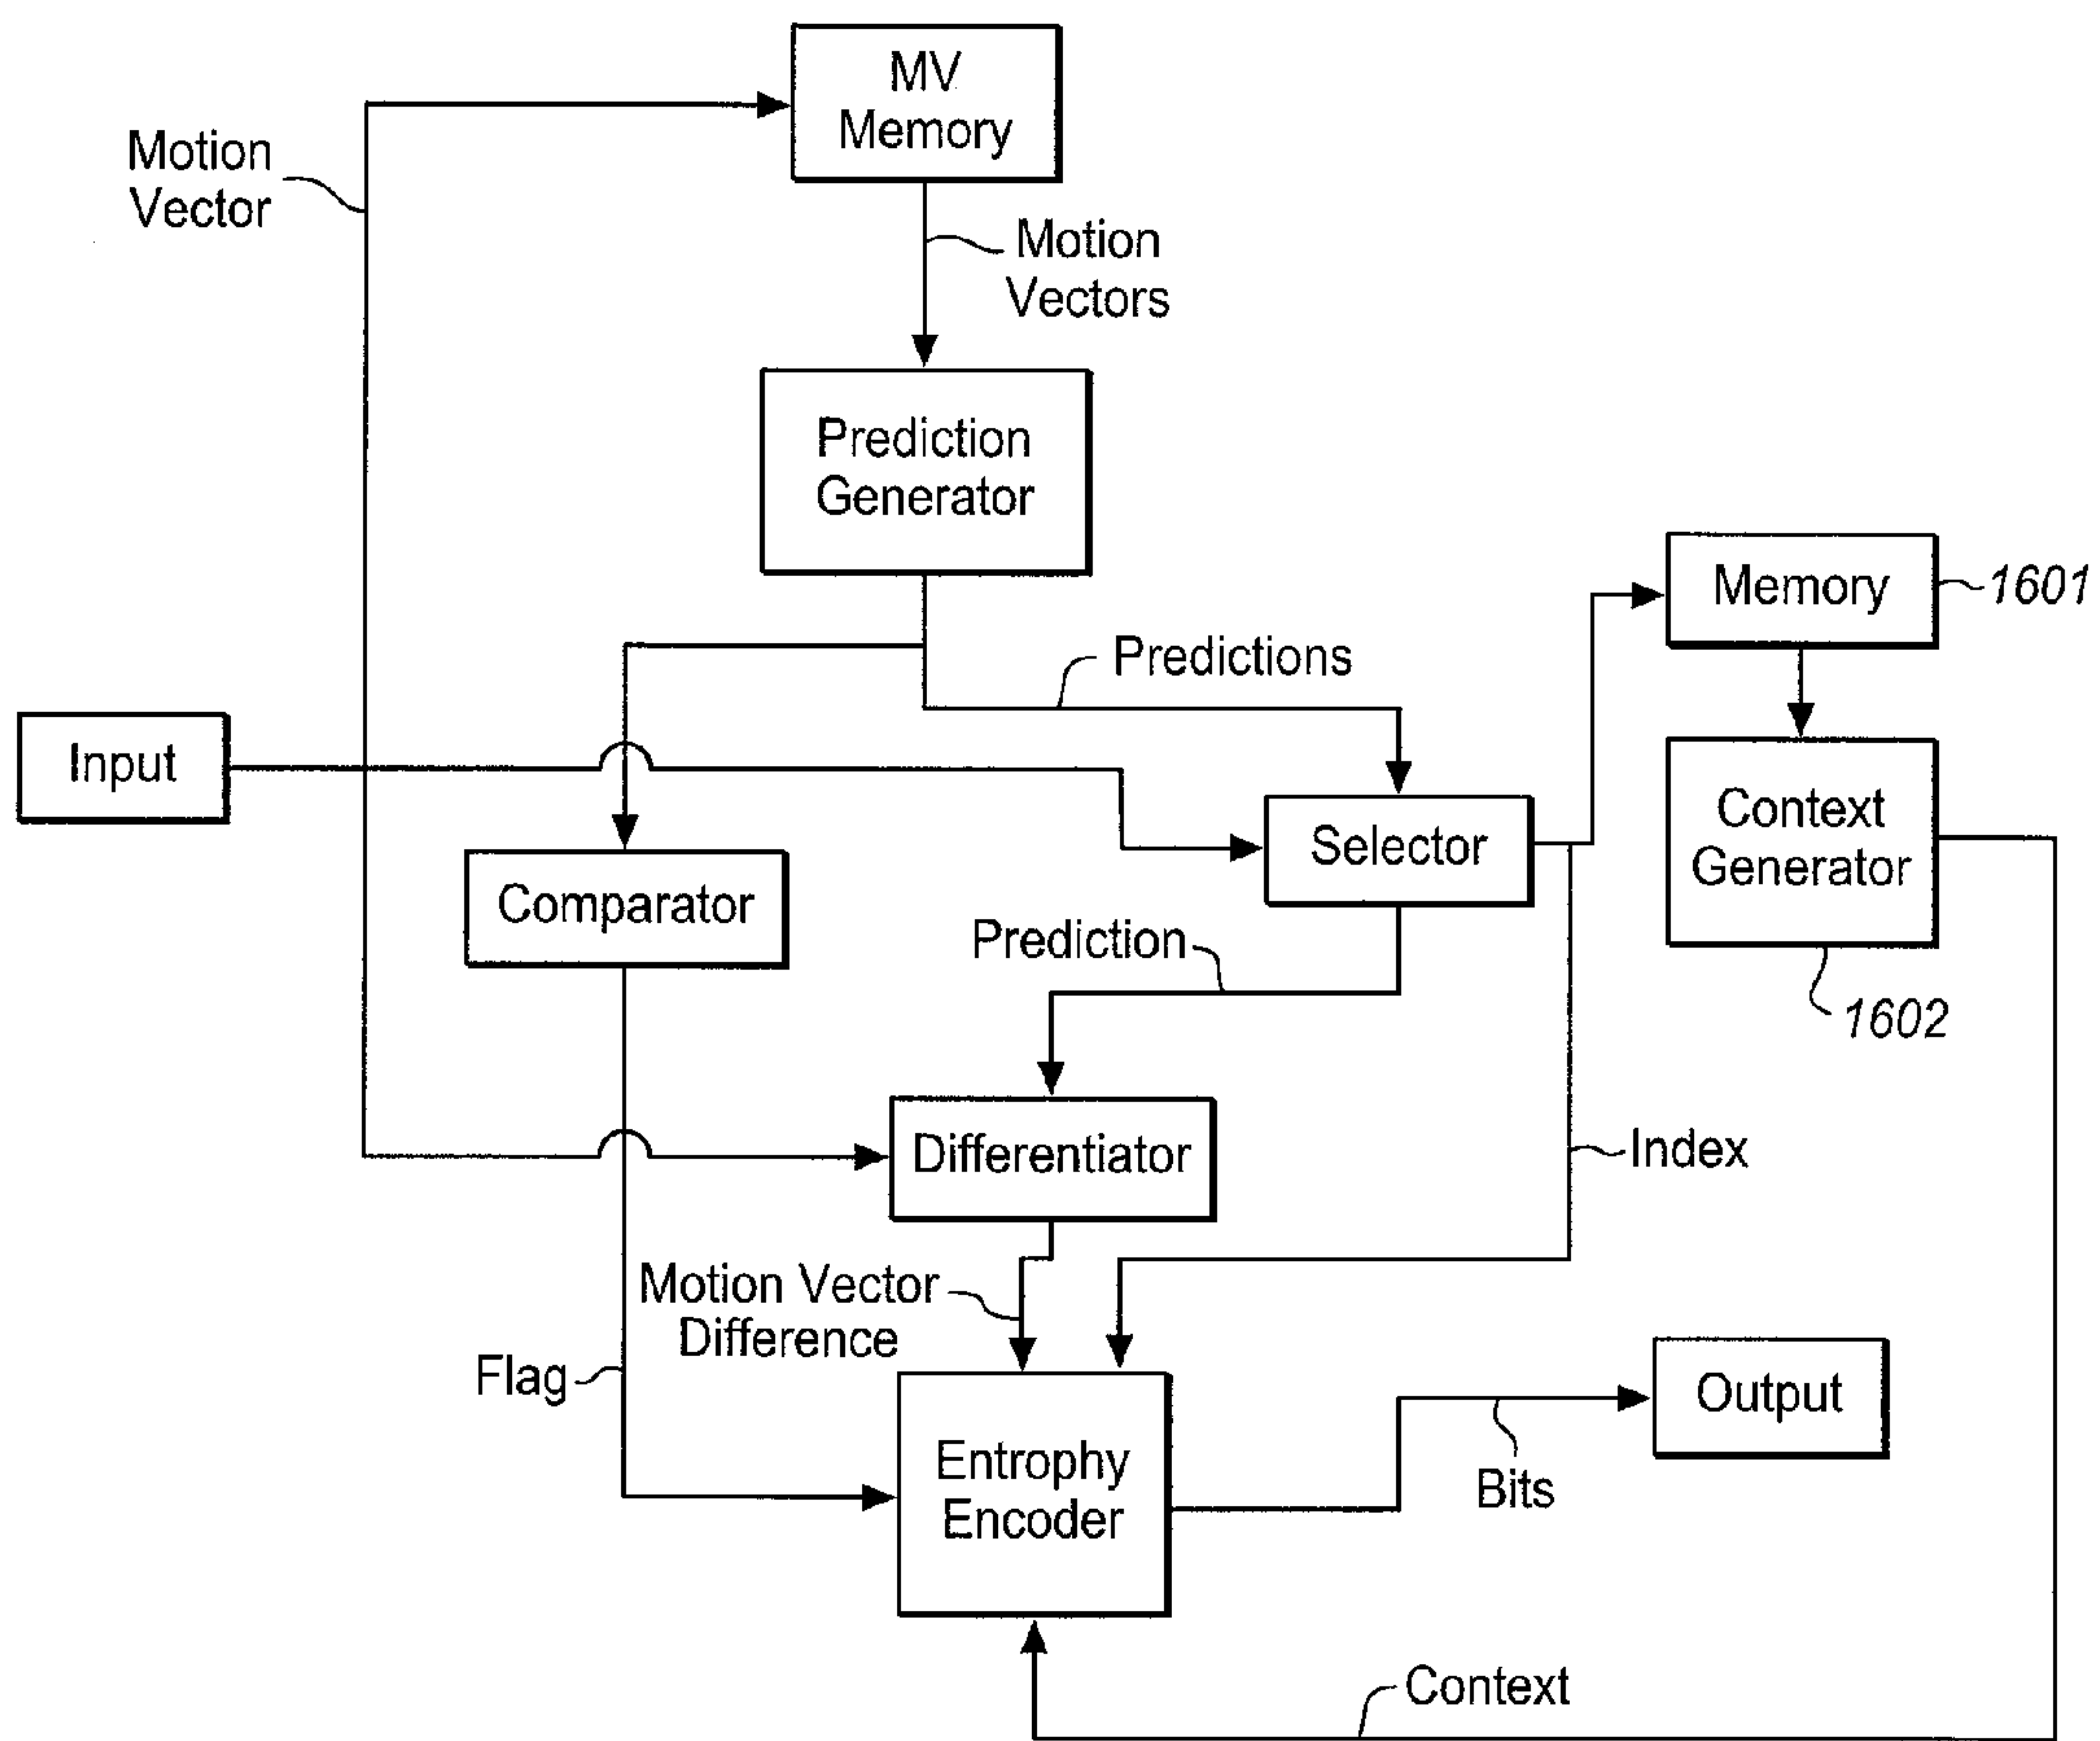 MV
Memory
Motion
Vector
Motion
Vectors
Prediction
Generator
Memory
1601
Predictions
Input
Context
Generator
Selector
Comparator
Prediction
1602
Differentiator
Index
Motion Vector
Difference
Flag
Output
Entrophy
Encoder
Bits
Context